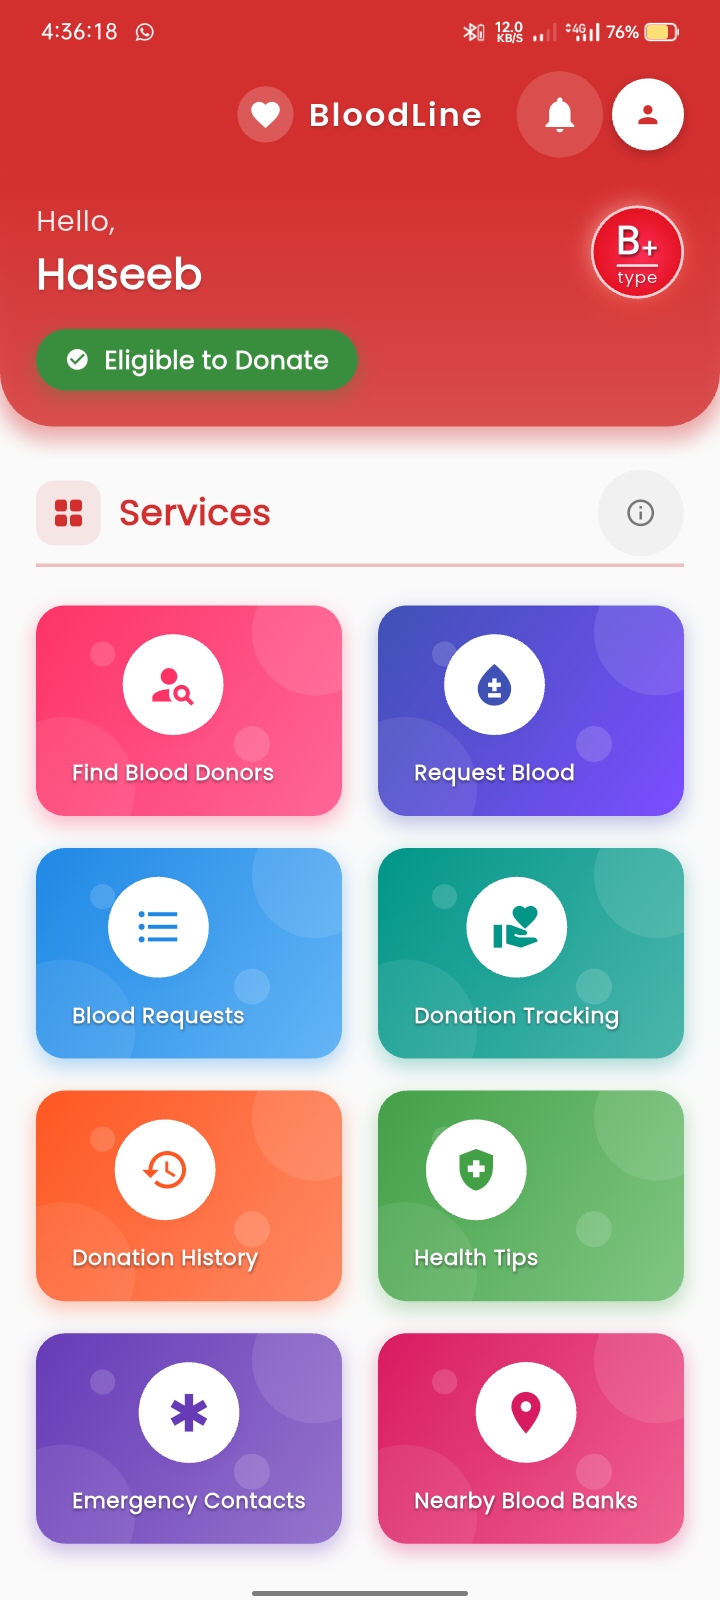 4:36:18 12.0 KB/S 4G 76%
BloodLine
Hello,
Haseeb
B+
type
Eligible to Donate
Services
Find Blood Donors
Request Blood
Blood Requests
Donation Tracking
Donation History
Health Tips
Emergency Contacts
Nearby Blood Banks